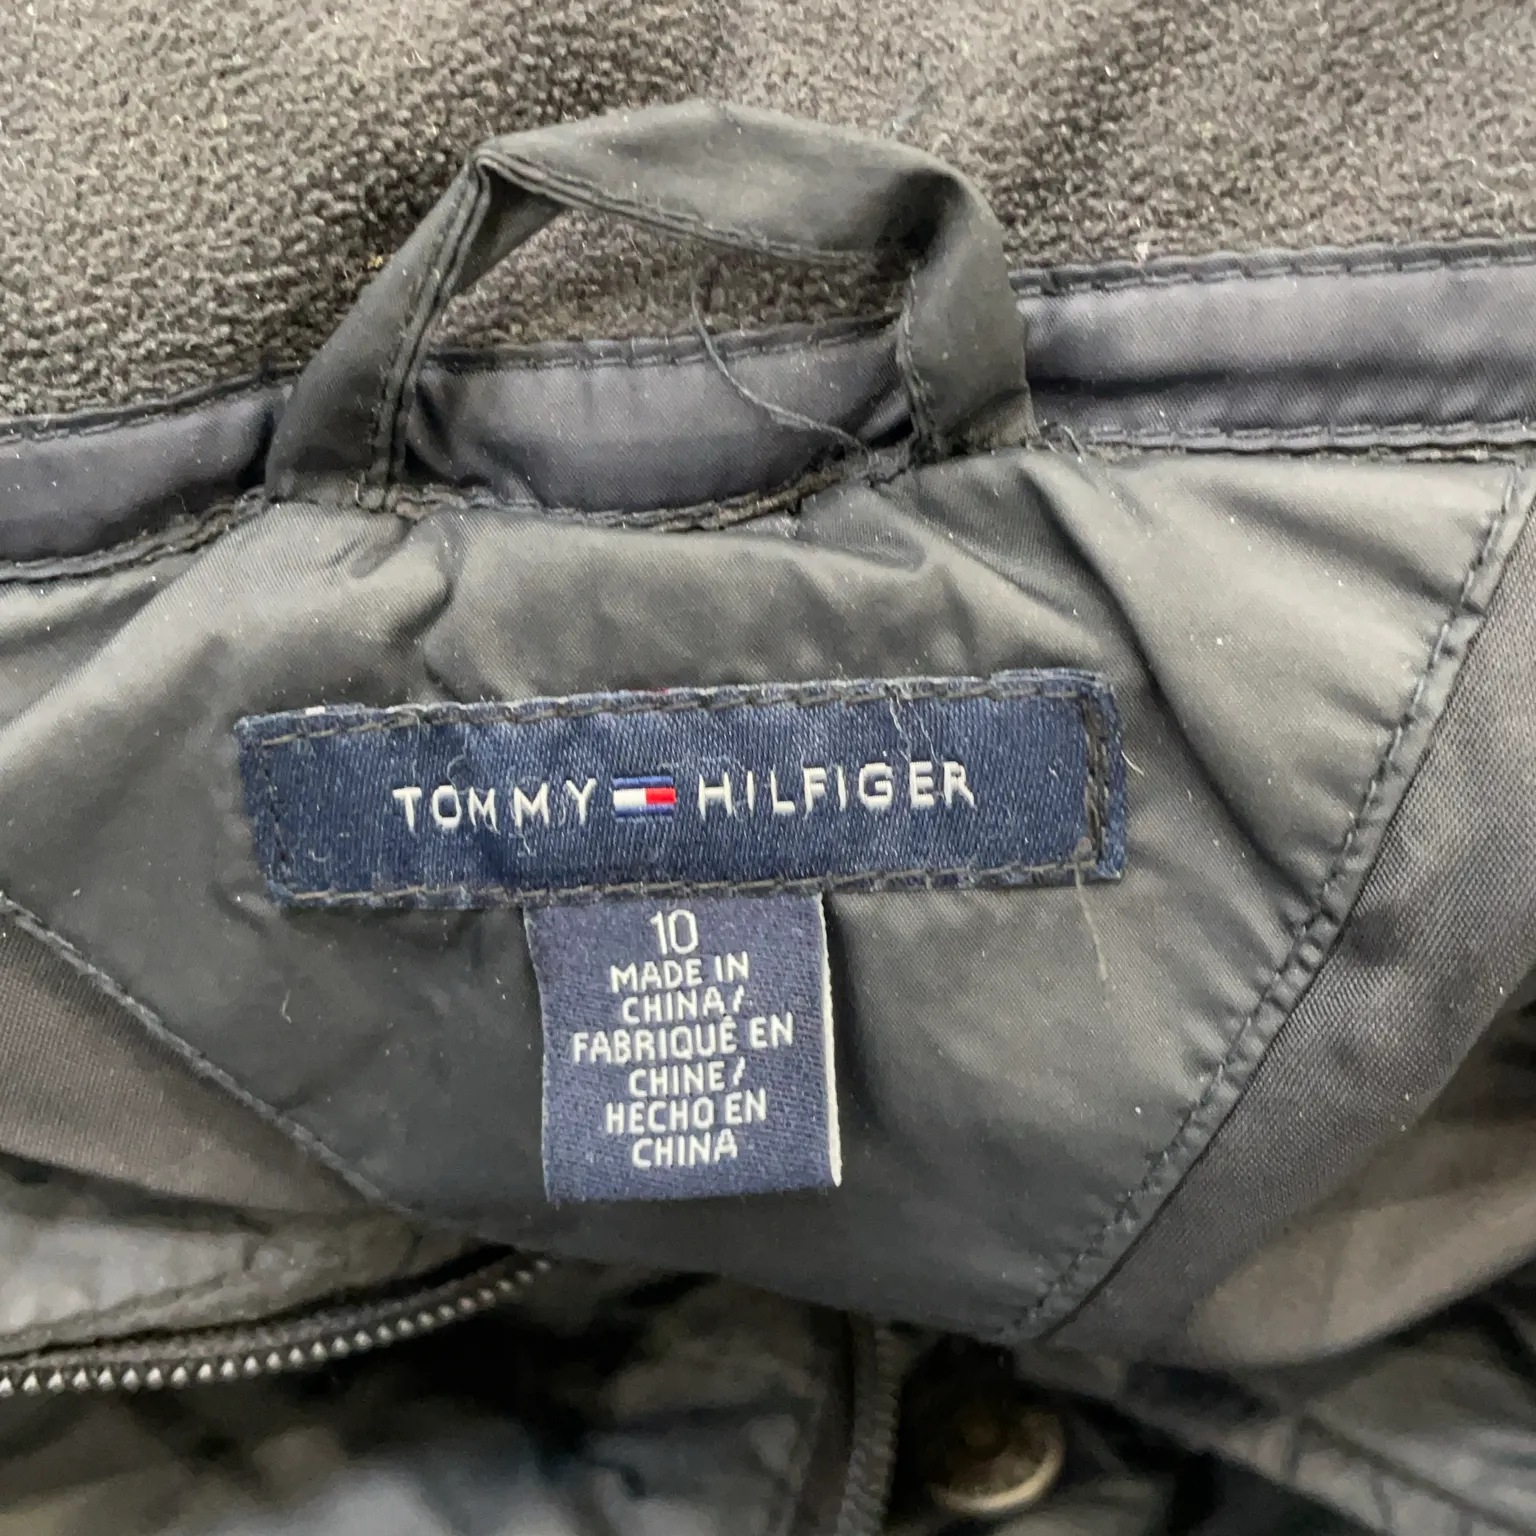 TOMMY HILFIGER
10
MADE IN
CHINA/
FABRIQUÉ EN
CHINE/
HECHO EN
CHINA